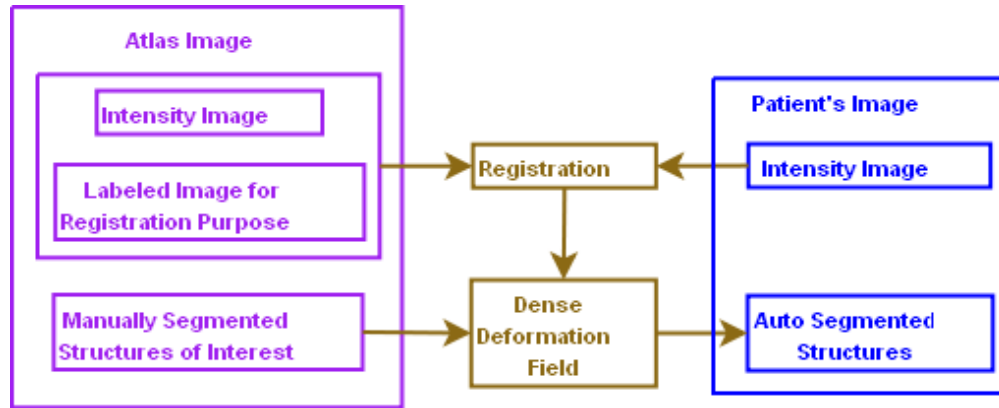 Atlas Image
Intensity Image
Labeled Image for
Registration Purpose
Manually Segmented
Structures of Interest
Registration
Dense
Deformation
Field
Patient's Image
Intensity Image
Auto Segmented
Structures